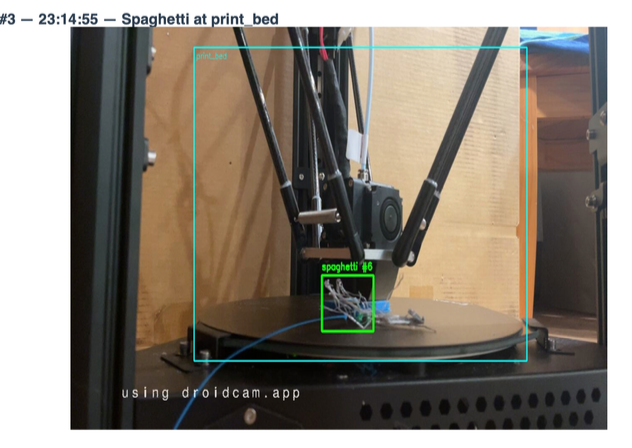 #3 — 23:14:55 — Spaghetti at print_bed
print_bed
spaghetti #6
using droidcam.app